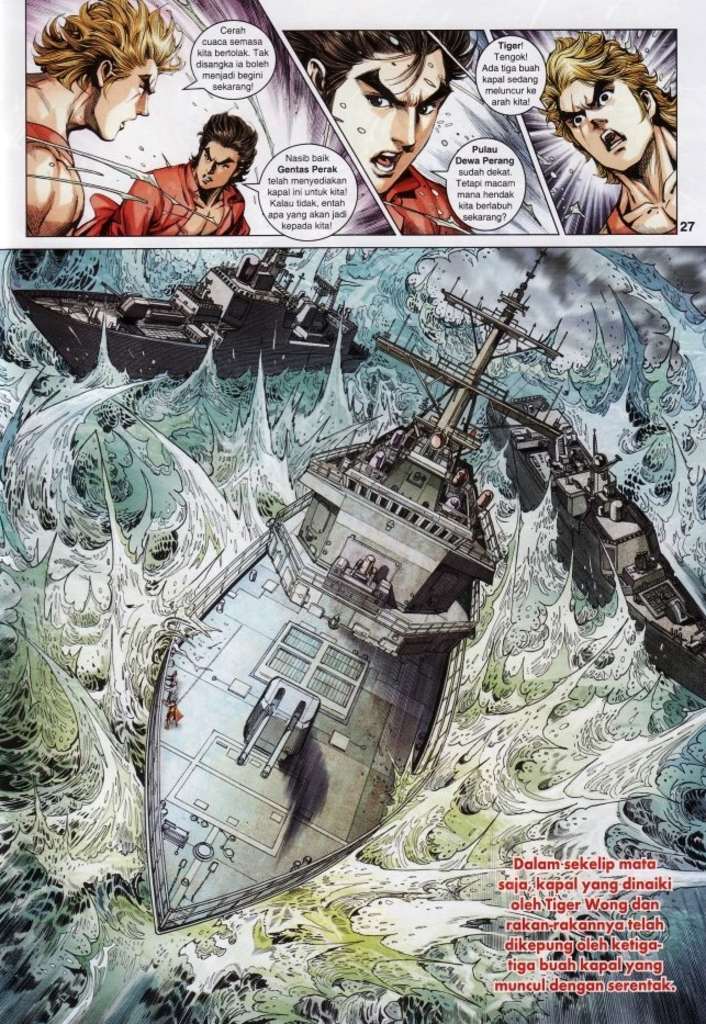 Cerah
cuaca semasa
kita bertolak. Tak
disangka ia boleh
menjadi begini
sekarang!
Nasib baik
Gentas Perak
telah menyediakan
kapal ini untuk kita!
Kalau tidak, entah
apa yang akan jadi
kepada kita!
Pulau
Dewa Perang
sudah dekat.
Tetapi macam
mana hendak
kita berlabuh
sekarang?
Tiger!
Tengok!
Ada tiga buah
kapal sedang
meluncur ke
arah kita!
27
Dalam sekelip mata
saja, kapal yang dinaiki
oleh Tiger Wong dan
rakan-rakannya telah
dikepung oleh ketiga-
tiga buah kapal yang
muncul dengan serentak.